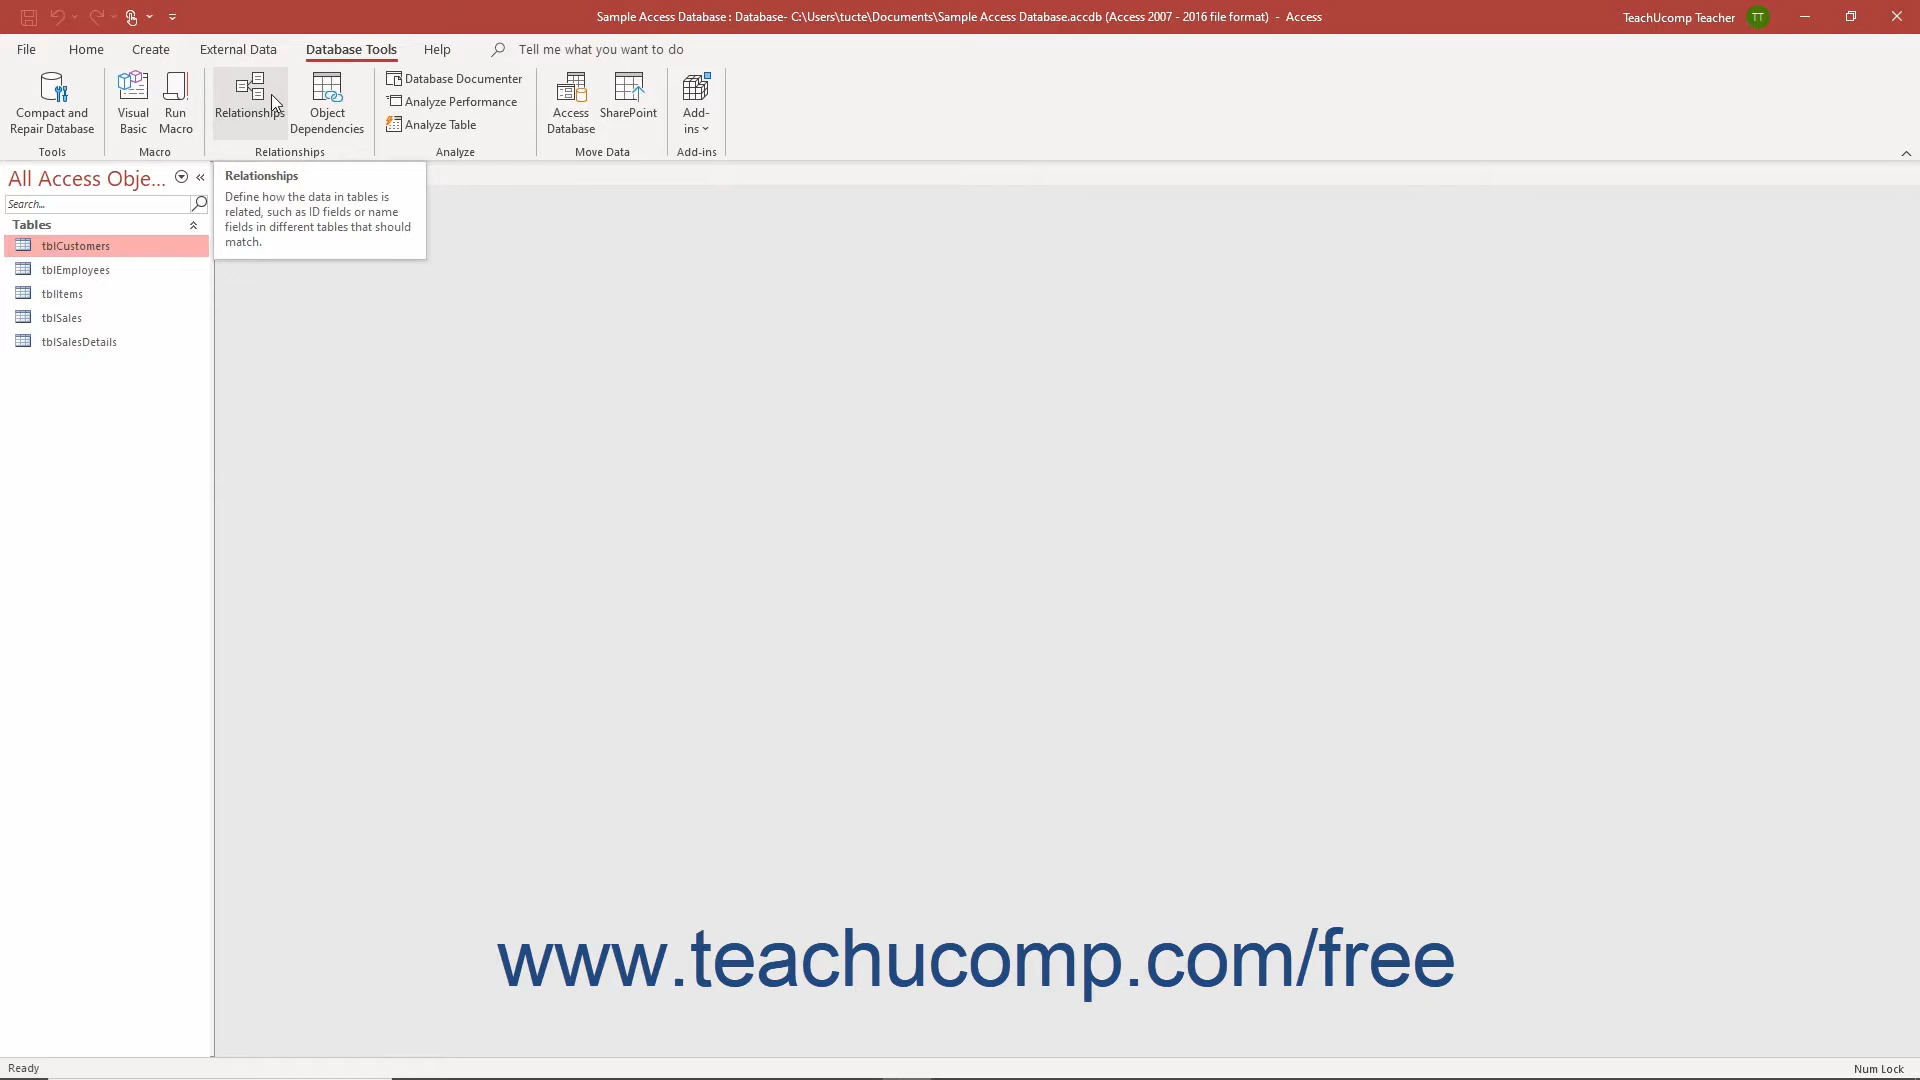 Sample Access Database : Database- C:\Users\tucte\Documents\Sample Access Database.accdb (Access 2007 - 2016 file format)  -  Access
TeachUcomp Teacher TT
File Home Create External Data Database Tools Help Tell me what you want to do
Compact and
Repair Database
Tools
Visual
Basic
Run
Macro
Macro
Relationships
Object
Dependencies
Relationships
Database Documenter
Analyze Performance
Analyze Table
Analyze
Access
Database
SharePoint
Move Data
Add-
ins
Add-ins
All Access Obje...
Search...
Tables
tblCustomers
tblEmployees
tblItems
tblSales
tblSalesDetails
Relationships
Define how the data in tables is
related, such as ID fields or name
fields in different tables that should
match.
www.teachucomp.com/free
Ready
Num Lock